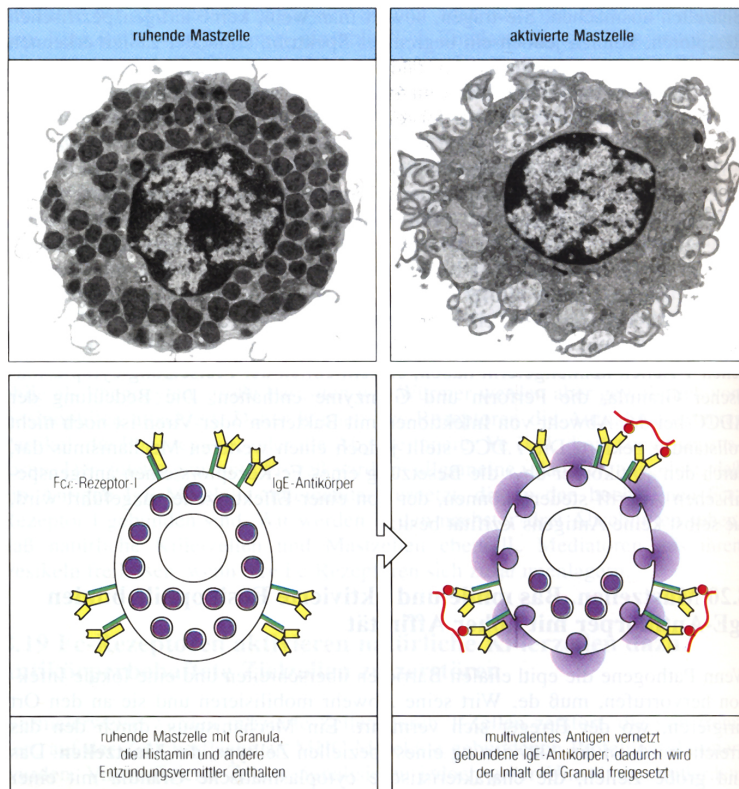 ruhende Mastzelle
aktivierte Mastzelle
Fcε-Rezeptor-I
IgE-Antikörper
ruhende Mastzelle mit Granula,
die Histamin und andere
Entzündungsvermittler enthalten
multivalentes Antigen vernetzt
gebundene IgE-Antikörper; dadurch wird
der Inhalt der Granula freigesetzt